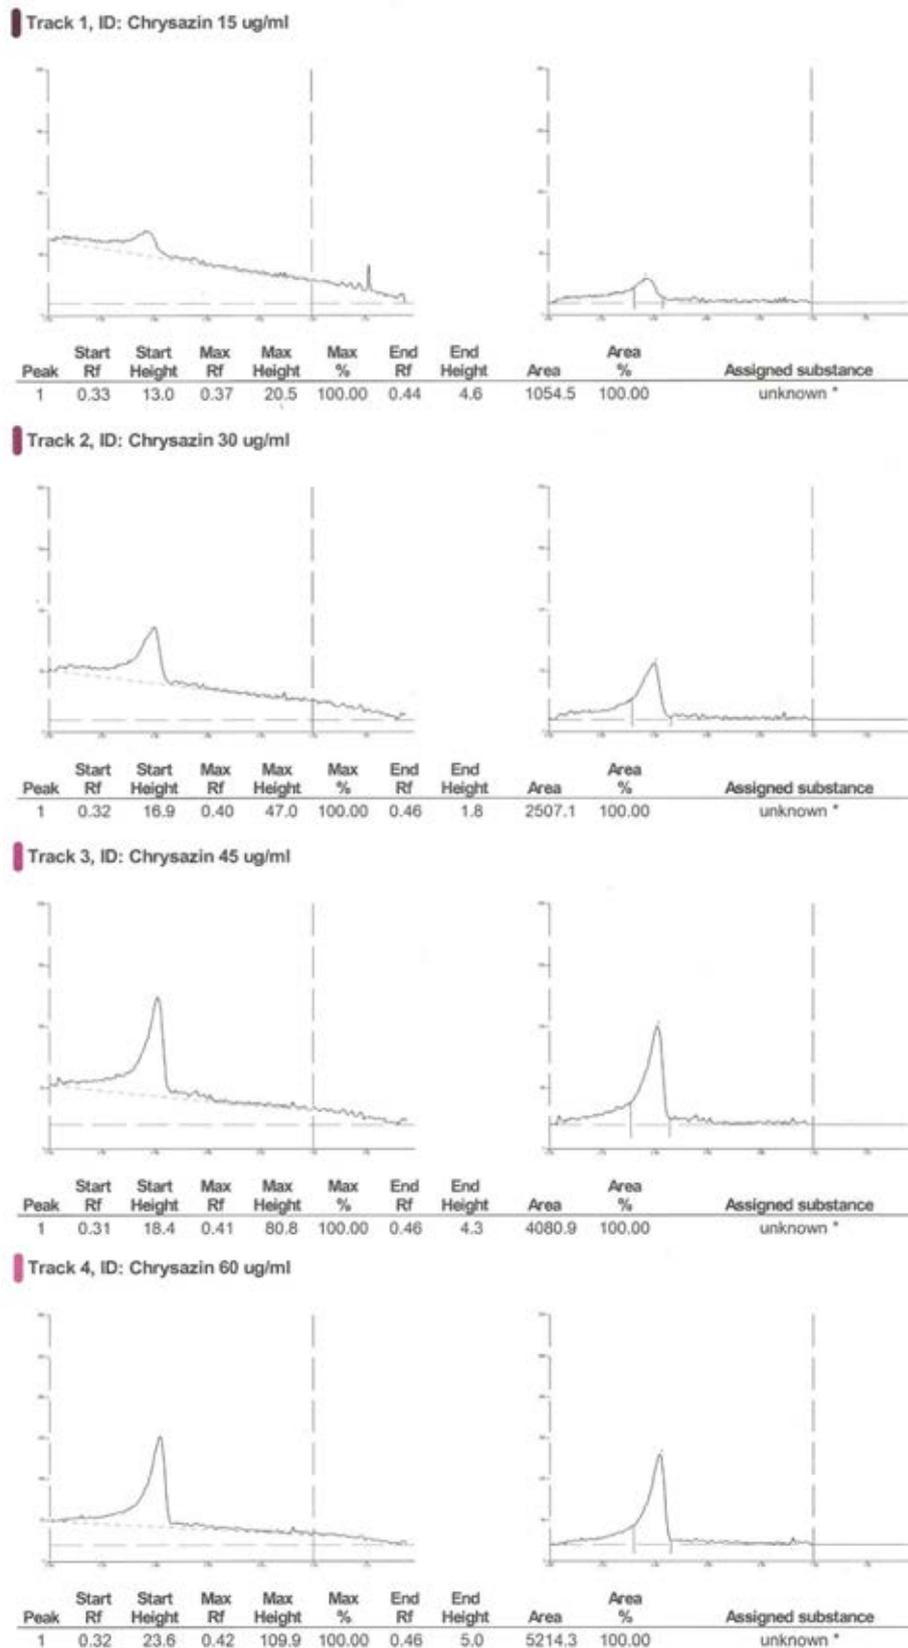 Track 1, ID: Chrysazin 15 ug/ml
Peak Start Rf Start Height Max Rf Max Height Max % End Rf End Height Area Area % Assigned substance
1 0.33 13.0 0.37 20.5 100.00 0.44 4.6 1054.5 100.00 unknown *
Track 2, ID: Chrysazin 30 ug/ml
Peak Start Rf Start Height Max Rf Max Height Max % End Rf End Height Area Area % Assigned substance
1 0.32 16.9 0.40 47.0 100.00 0.46 1.8 2507.1 100.00 unknown *
Track 3, ID: Chrysazin 45 ug/ml
Peak Start Rf Start Height Max Rf Max Height Max % End Rf End Height Area Area % Assigned substance
1 0.31 18.4 0.41 80.8 100.00 0.46 4.3 4080.9 100.00 unknown *
Track 4, ID: Chrysazin 60 ug/ml
Peak Start Rf Start Height Max Rf Max Height Max % End Rf End Height Area Area % Assigned substance
1 0.32 23.6 0.42 109.9 100.00 0.46 5.0 5214.3 100.00 unknown *